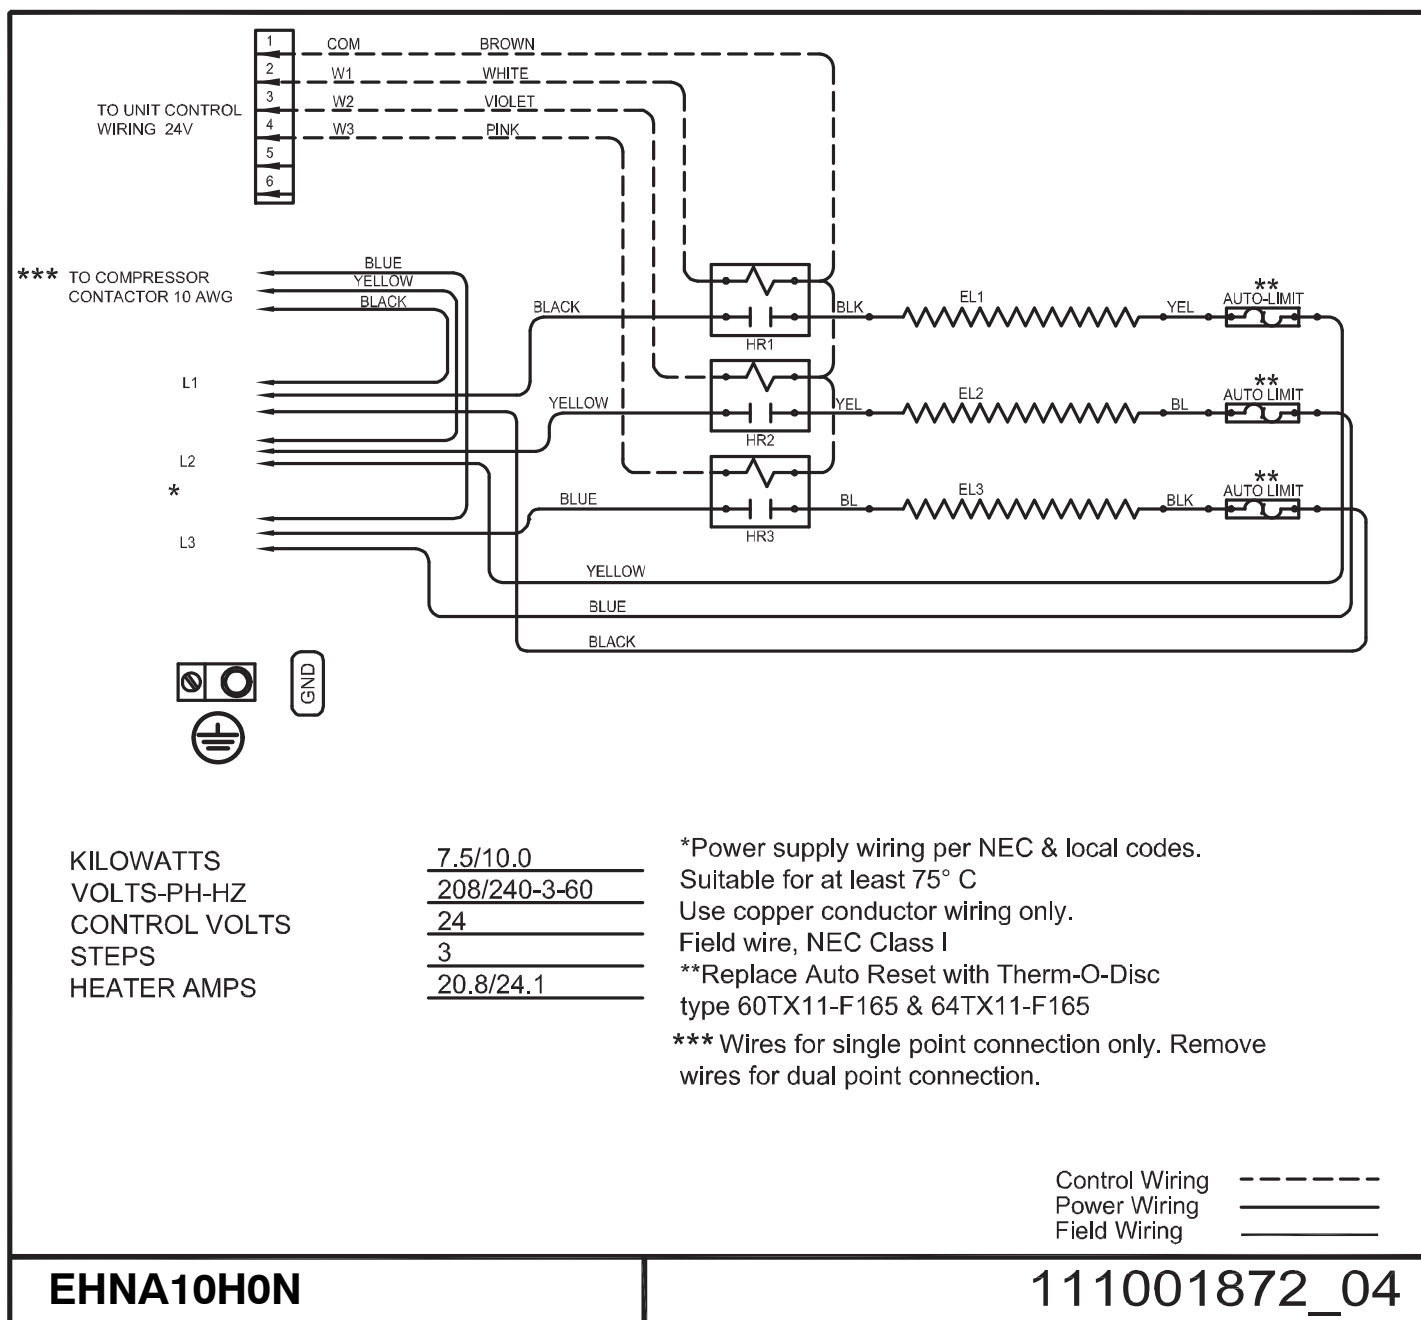 1 COM BROWN
2 W1 WHITE
3 W2 VIOLET
4 W3 PINK
5
6
TO UNIT CONTROL
WIRING 24V
*** TO COMPRESSOR
CONTACTOR 10 AWG
BLUE
YELLOW
BLACK
BLACK
HR1
BLK
EL1
YEL
**
AUTO-LIMIT
L1
YELLOW
HR2
YEL
EL2
BL
**
AUTO LIMIT
L2
*
BLUE
HR3
BL
EL3
BLK
**
AUTO LIMIT
L3
YELLOW
BLUE
BLACK
GND
KILOWATTS 7.5/10.0
VOLTS-PH-HZ 208/240-3-60
CONTROL VOLTS 24
STEPS 3
HEATER AMPS 20.8/24.1
*Power supply wiring per NEC & local codes.
Suitable for at least 75° C
Use copper conductor wiring only.
Field wire, NEC Class I
**Replace Auto Reset with Therm-O-Disc
type 60TX11-F165 & 64TX11-F165
*** Wires for single point connection only. Remove
wires for dual point connection.
Control Wiring
Power Wiring
Field Wiring
EHNA10H0N
111001872_04